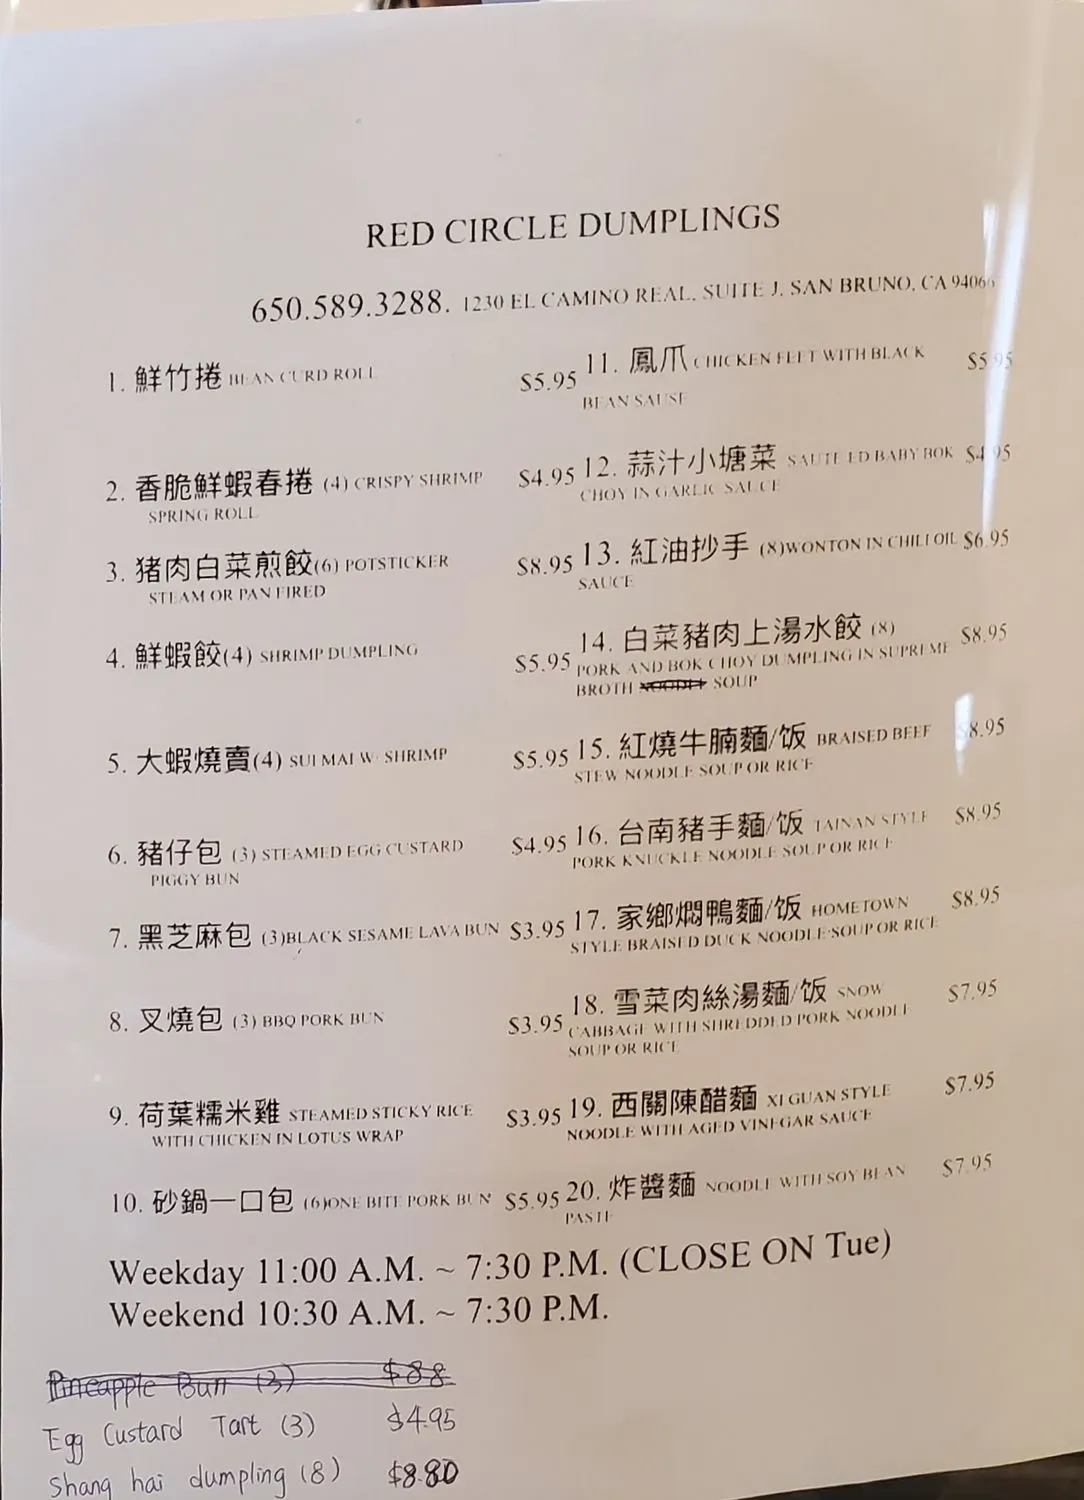 RED CIRCLE DUMPLINGS
650.589.3288. 1230 EL CAMINO REAL, SUITE J, SAN BRUNO, CA 94066
1. 鮮竹捲 BEAN CURD ROLL $5.95
2. 香脆鮮蝦春捲 (4) CRISPY SHRIMP $4.95
SPRING ROLL
3. 猪肉白菜煎餃(6) POTSTICKER $8.95
STEAM OR PAN FIRED
4. 鮮蝦餃(4) SHRIMP DUMPLING $5.95
5. 大蝦燒賣(4) SUI MAI W/ SHRIMP $5.95
6. 豬仔包 (3) STEAMED EGG CUSTARD $4.95
PIGGY BUN
7. 黑芝麻包 (3)BLACK SESAME LAVA BUN $3.95
8. 叉燒包 (3) BBQ PORK BUN $3.95
9. 荷葉糯米雞 STEAMED STICKY RICE $3.95
WITH CHICKEN IN LOTUS WRAP
10. 砂鍋一口包 (6)ONE BITE PORK BUN $5.95
11. 鳳爪 CHICKEN FEET WITH BLACK $5.95
BEAN SAUSE
12. 蒜汁小塘菜 SAUTE ED BABY BOK $4.95
CHOY IN GARLIC SAUCE
13. 紅油抄手 (8)WONTON IN CHILI OIL $6.95
SAUCE
14. 白菜豬肉上湯水餃 (8) $8.95
PORK AND BOK CHOY DUMPLING IN SUPREME
BROTH NOODLE SOUP
15. 紅燒牛腩麵/饭 BRAISED BEEF $8.95
STEW NOODLE SOUP OR RICE
16. 台南豬手麵/饭 TAINAN STYLE $8.95
PORK KNUCKLE NOODLE SOUP OR RICE
17. 家鄉燜鴨麵/饭 HOMETOWN $8.95
STYLE BRAISED DUCK NOODLE SOUP OR RICE
18. 雪菜肉絲湯麵/饭 SNOW $7.95
CABBAGE WITH SHREDDED PORK NOODLE
SOUP OR RICE
19. 西關陳醋麵 XI GUAN STYLE $7.95
NOODLE WITH AGED VINEGAR SAUCE
20. 炸醬麵 NOODLE WITH SOY BEAN $7.95
PASTE
Weekday 11:00 A.M. ~ 7:30 P.M. (CLOSE ON Tue)
Weekend 10:30 A.M. ~ 7:30 P.M.
Pineapple Bun (3) $88
Egg Custard Tart (3) $4.95
Shang hai dumpling (8) $8.80